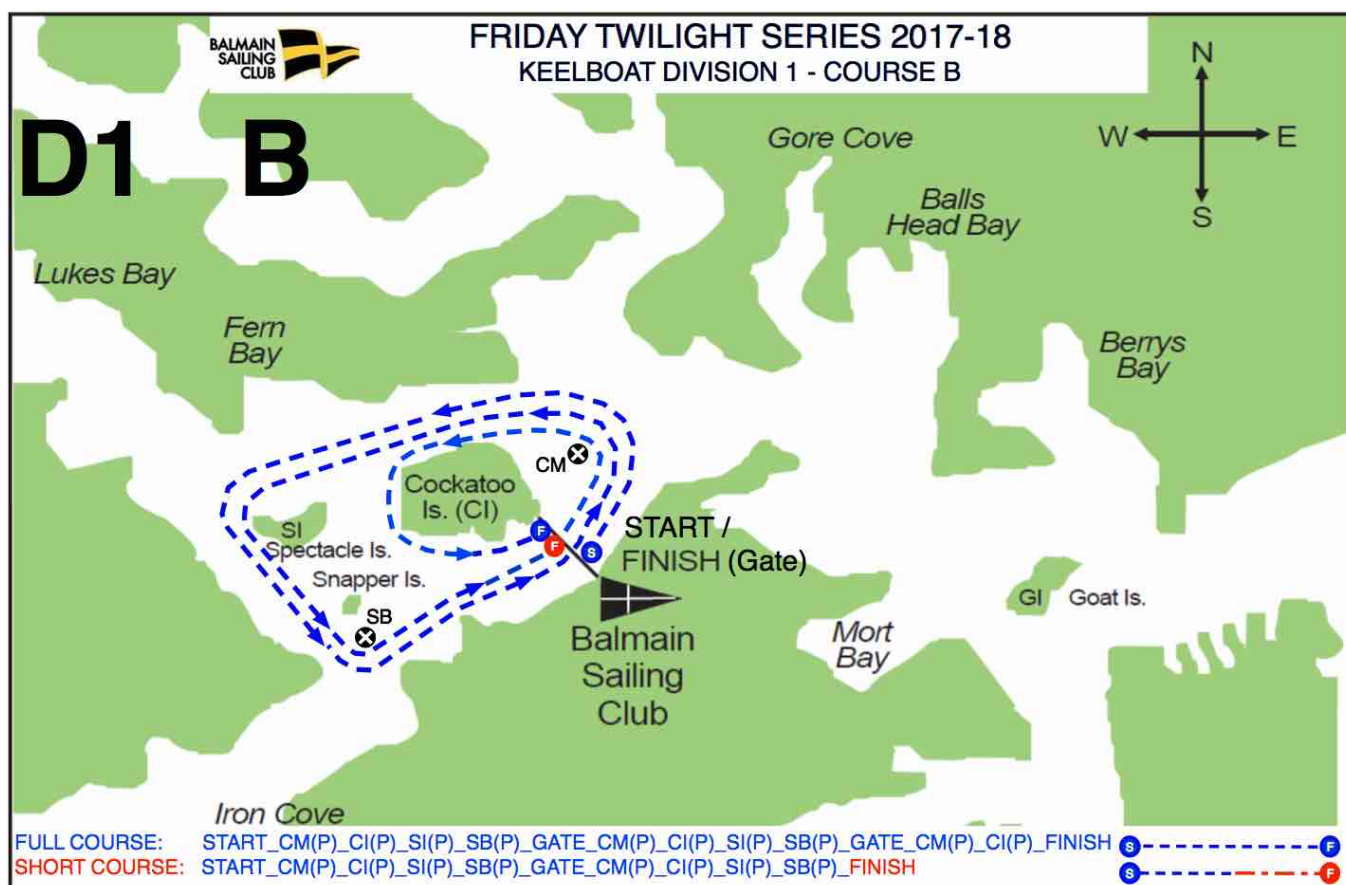 BALMAIN
SAILING
CLUB
FRIDAY TWILIGHT SERIES 2017-18
KEELBOAT DIVISION 1 - COURSE B
D1 B
N
W E
S
Gore Cove
Balls
Head Bay
Lukes Bay
Fern
Bay
Berrys
Bay
CM
Cockatoo
Is. (CI)
SI
Spectacle Is.
Snapper Is.
SB
F
F
S
START /
FINISH (Gate)
Balmain
Sailing
Club
Mort
Bay
GI Goat Is.
Iron Cove
FULL COURSE: START_CM(P)_CI(P)_SI(P)_SB(P)_GATE_CM(P)_CI(P)_SI(P)_SB(P)_GATE_CM(P)_CI(P)_FINISH S F
SHORT COURSE: START_CM(P)_CI(P)_SI(P)_SB(P)_GATE_CM(P)_CI(P)_SI(P)_SB(P)_FINISH S F